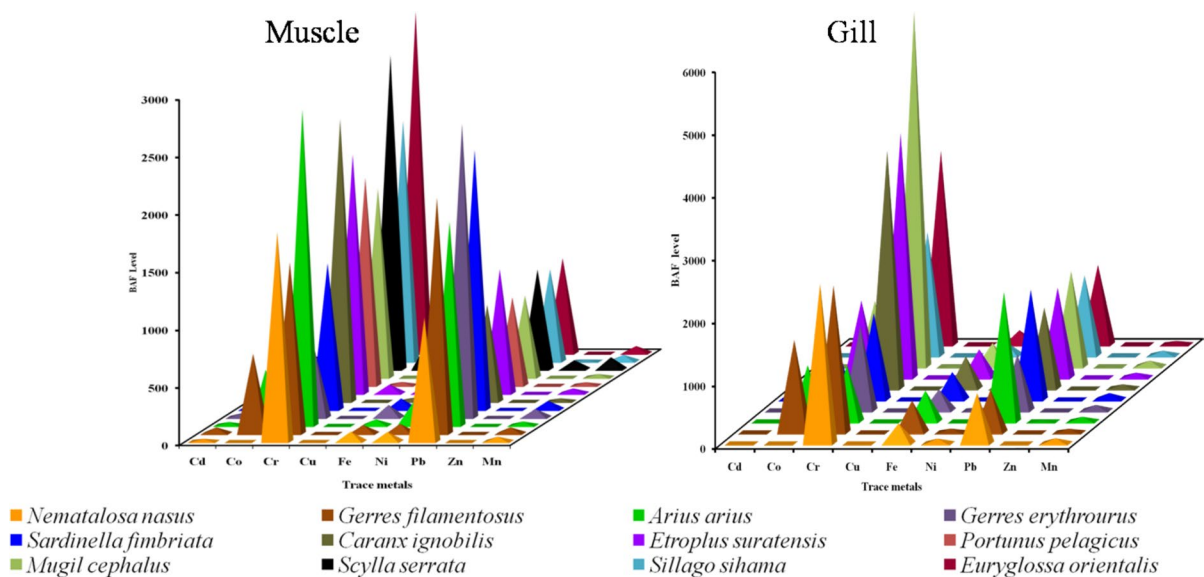 Muscle
Gill
3000
2500
2000
1500
1000
500
0
BAF Level
Cd Co Cr Cu Fe Ni Pb Zn Mn
Trace metals
6000
5000
4000
3000
2000
1000
0
BAF level
Cd Co Cr Cu Fe Ni Pb Zn Mn
Trace metals
Nematalosa nasus Gerres filamentosus Arius arius Gerres erythrourus
Sardinella fimbriata Caranx ignobilis Etroplus suratensis Portunus pelagicus
Mugil cephalus Scylla serrata Sillago sihama Euryglossa orientalis